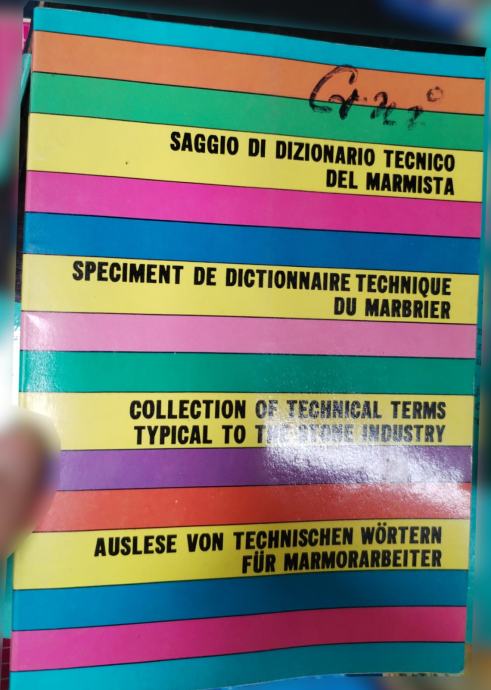 SAGGIO DI DIZIONARIO TECNICO
DEL MARMISTA
SPECIMENT DE DICTIONNAIRE TECHNIQUE
DU MARBRIER
COLLECTION OF TECHNICAL TERMS
TYPICAL TO THE STONE INDUSTRY
AUSLESE VON TECHNISCHEN WÖRTERN
FÜR MARMORARBEITER